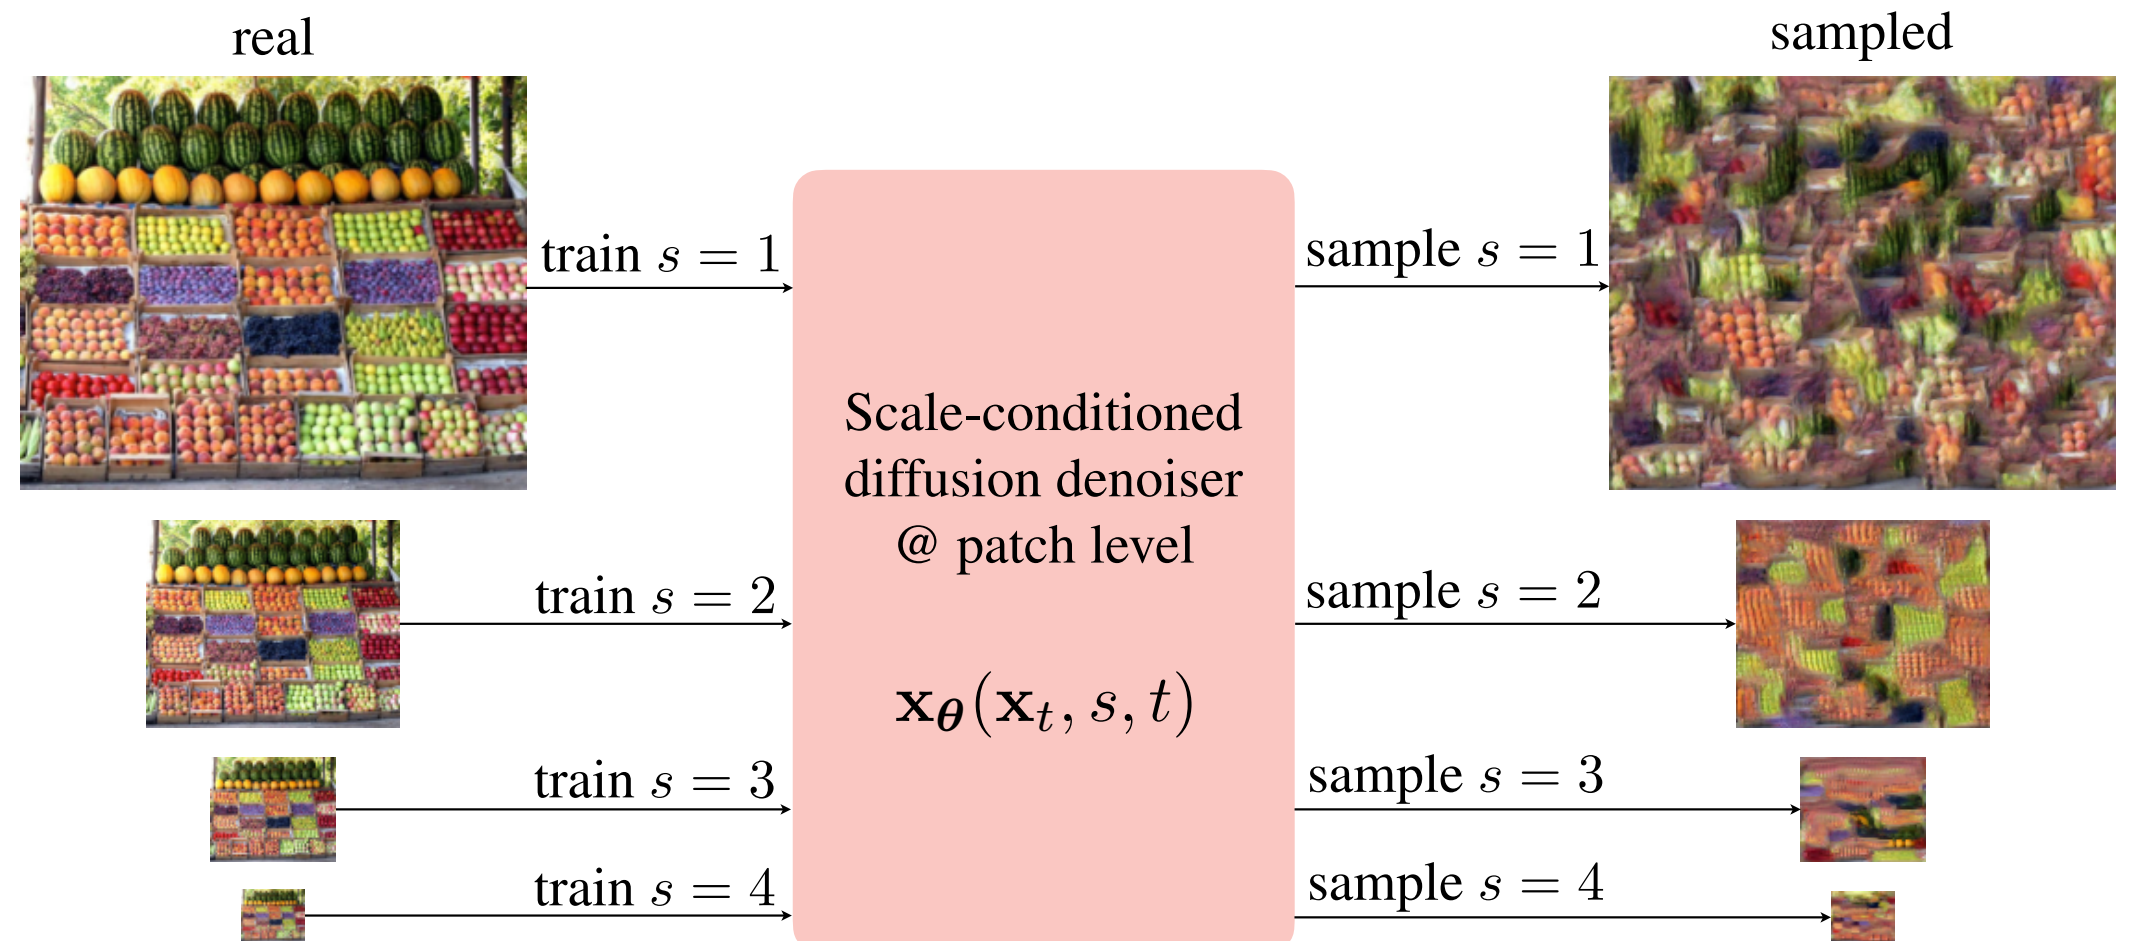 real
sampled
train s = 1
sample s = 1
Scale-conditioned
diffusion denoiser
@ patch level
train s = 2
sample s = 2
𝐱_𝜽(𝐱_t, s, t)
train s = 3
sample s = 3
train s = 4
sample s = 4